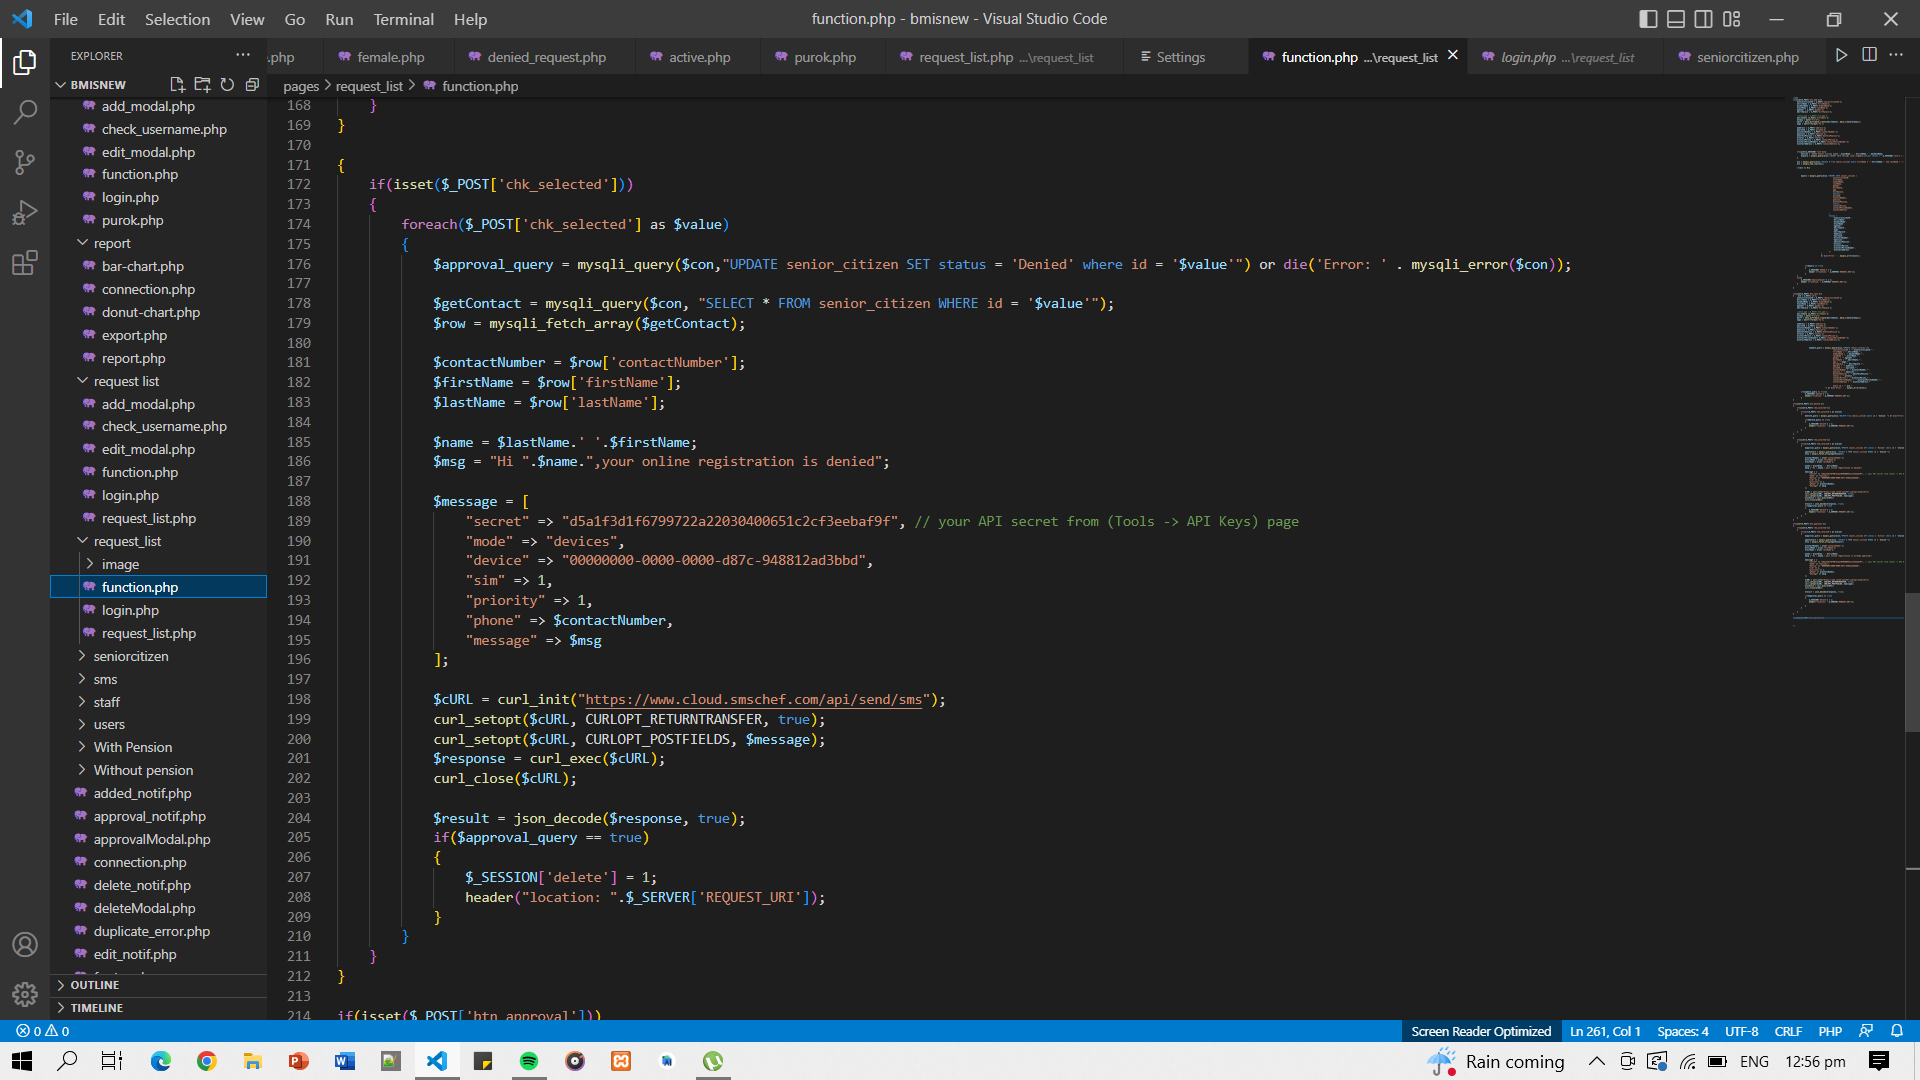 File Edit Selection View Go Run Terminal Help
function.php - bmisnew - Visual Studio Code
EXPLORER
.php
female.php
denied_request.php
active.php
purok.php
request_list.php ...\request_list
Settings
function.php ...\request_list
login.php ...\request_list
seniorcitizen.php
BMISNEW
pages > request_list > function.php
add_modal.php
check_username.php
edit_modal.php
function.php
login.php
purok.php
report
bar-chart.php
connection.php
donut-chart.php
export.php
report.php
request list
add_modal.php
check_username.php
edit_modal.php
function.php
login.php
request_list.php
request_list
image
function.php
login.php
request_list.php
seniorcitizen
sms
staff
users
With Pension
Without pension
added_notif.php
approval_notif.php
approvalModal.php
connection.php
delete_notif.php
deleteModal.php
duplicate_error.php
edit_notif.php
OUTLINE
TIMELINE
168 }
169 }
170
171 {
172 if(isset($_POST['chk_selected']))
173 {
174 foreach($_POST['chk_selected'] as $value)
175 {
176 $approval_query = mysqli_query($con,"UPDATE senior_citizen SET status = 'Denied' where id = '$value'") or die('Error: ' . mysqli_error($con));
177
178 $getContact = mysqli_query($con, "SELECT * FROM senior_citizen WHERE id = '$value'");
179 $row = mysqli_fetch_array($getContact);
180
181 $contactNumber = $row['contactNumber'];
182 $firstName = $row['firstName'];
183 $lastName = $row['lastName'];
184
185 $name = $lastName.' '.$firstName;
186 $msg = "Hi ".$name.",your online registration is denied";
187
188 $message = [
189 "secret" => "d5a1f3d1f6799722a22030400651c2cf3eebaf9f", // your API secret from (Tools -> API Keys) page
190 "mode" => "devices",
191 "device" => "00000000-0000-0000-d87c-948812ad3bbd",
192 "sim" => 1,
193 "priority" => 1,
194 "phone" => $contactNumber,
195 "message" => $msg
196 ];
197
198 $cURL = curl_init("https://www.cloud.smschef.com/api/send/sms");
199 curl_setopt($cURL, CURLOPT_RETURNTRANSFER, true);
200 curl_setopt($cURL, CURLOPT_POSTFIELDS, $message);
201 $response = curl_exec($cURL);
202 curl_close($cURL);
203
204 $result = json_decode($response, true);
205 if($approval_query == true)
206 {
207 $_SESSION['delete'] = 1;
208 header("location: ".$_SERVER['REQUEST_URI']);
209 }
210 }
211 }
212 }
213
214 if(isset($_POST['btn_approval']))
0 0
Screen Reader Optimized Ln 261, Col 1 Spaces: 4 UTF-8 CRLF PHP
Rain coming ENG 12:56 pm